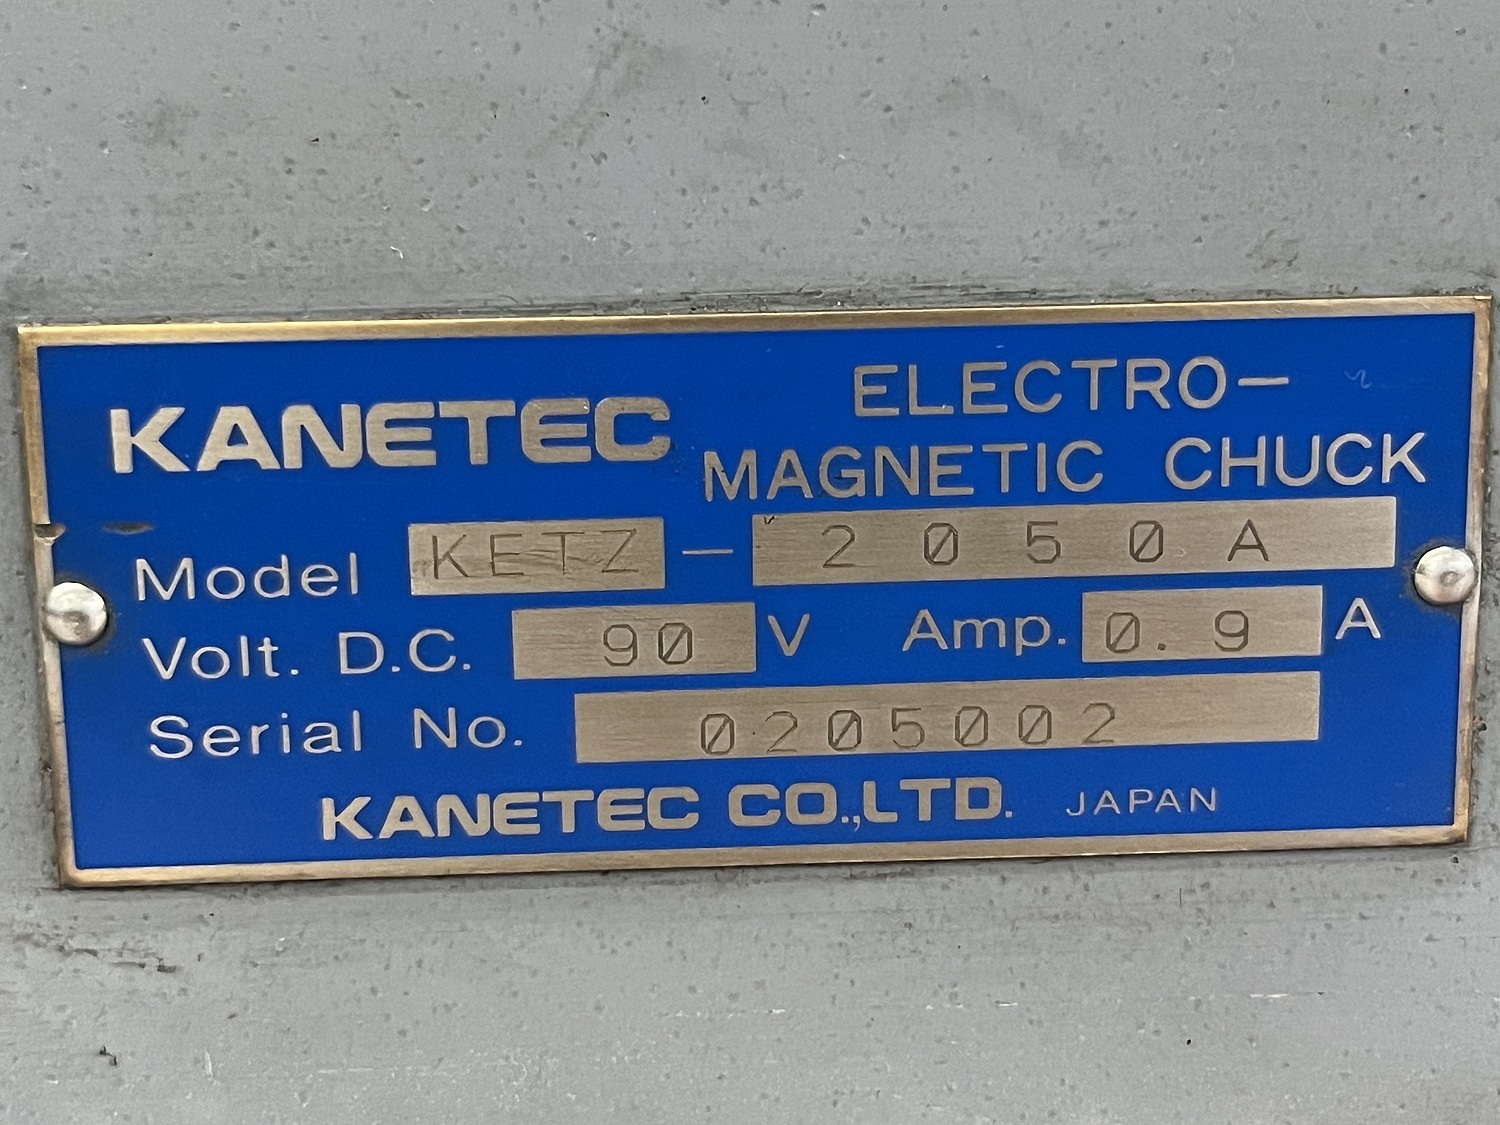 KANETEC ELECTRO-
MAGNETIC CHUCK
Model KETZ - 2050A
Volt. D.C. 90 V Amp. 0.9 A
Serial No. 0205002
KANETEC CO.,LTD. JAPAN